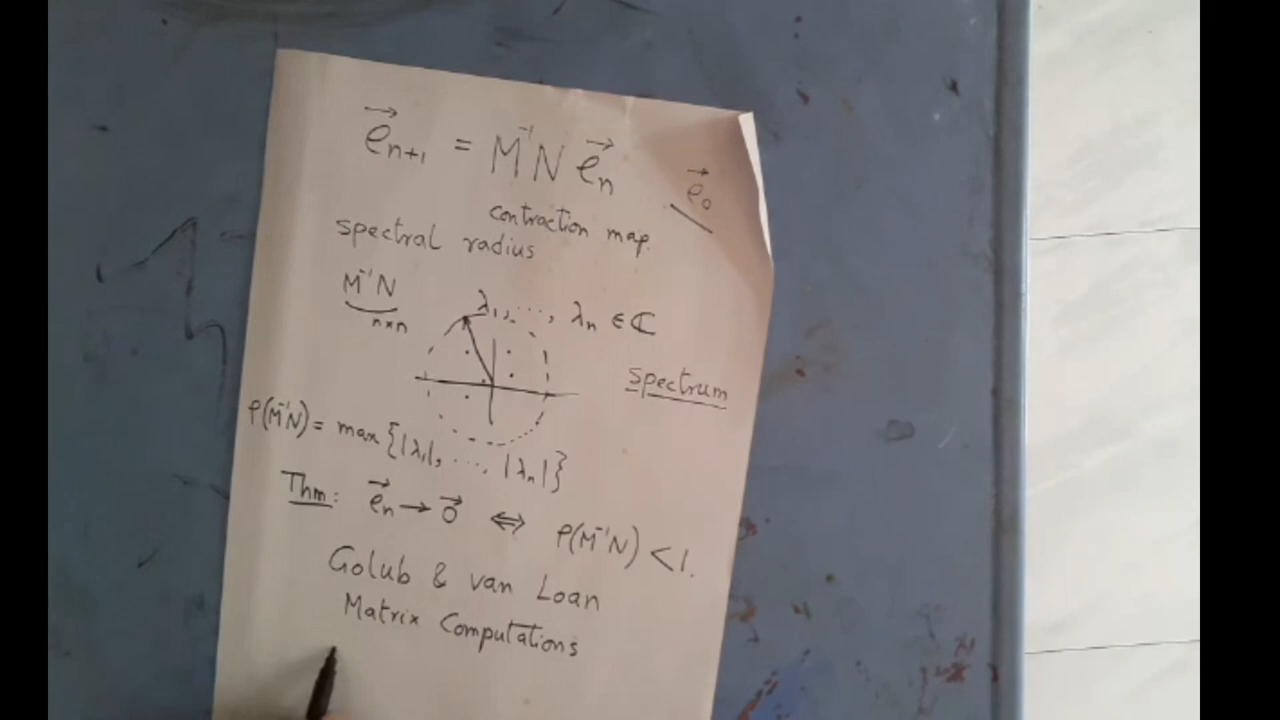 e⃗ₙ₊₁ = M⁻¹N e⃗ₙ
e⃗₀
contraction map.
spectral radius
M⁻¹N
n×n
λ₁, ..., λₙ ∈ ℂ
spectrum
ρ(M⁻¹N) = max {|λ₁|, ..., |λₙ|}
Thm: e⃗ₙ → 0⃗ ⇔ ρ(M⁻¹N) < 1.
Golub & van Loan
Matrix Computations